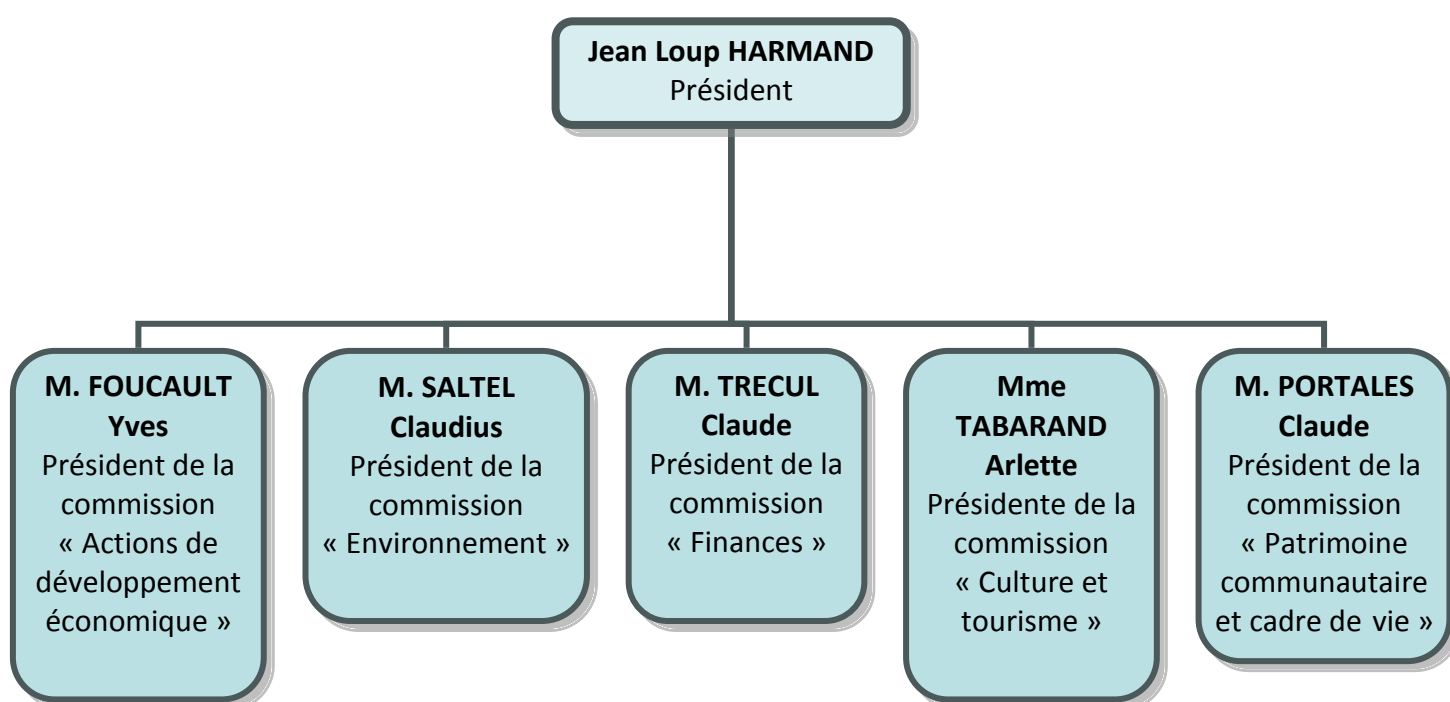 Jean Loup HARMAND
Président
M. FOUCAULT
Yves
Président de la
commission
« Actions de
développement
économique »
M. SALTEL
Claudius
Président de la
commission
« Environnement »
M. TRECUL
Claude
Président de la
commission
« Finances »
Mme
TABARAND
Arlette
Présidente de la
commission
« Culture et
tourisme »
M. PORTALES
Claude
Président de la
commission
« Patrimoine
communautaire
et cadre de vie »